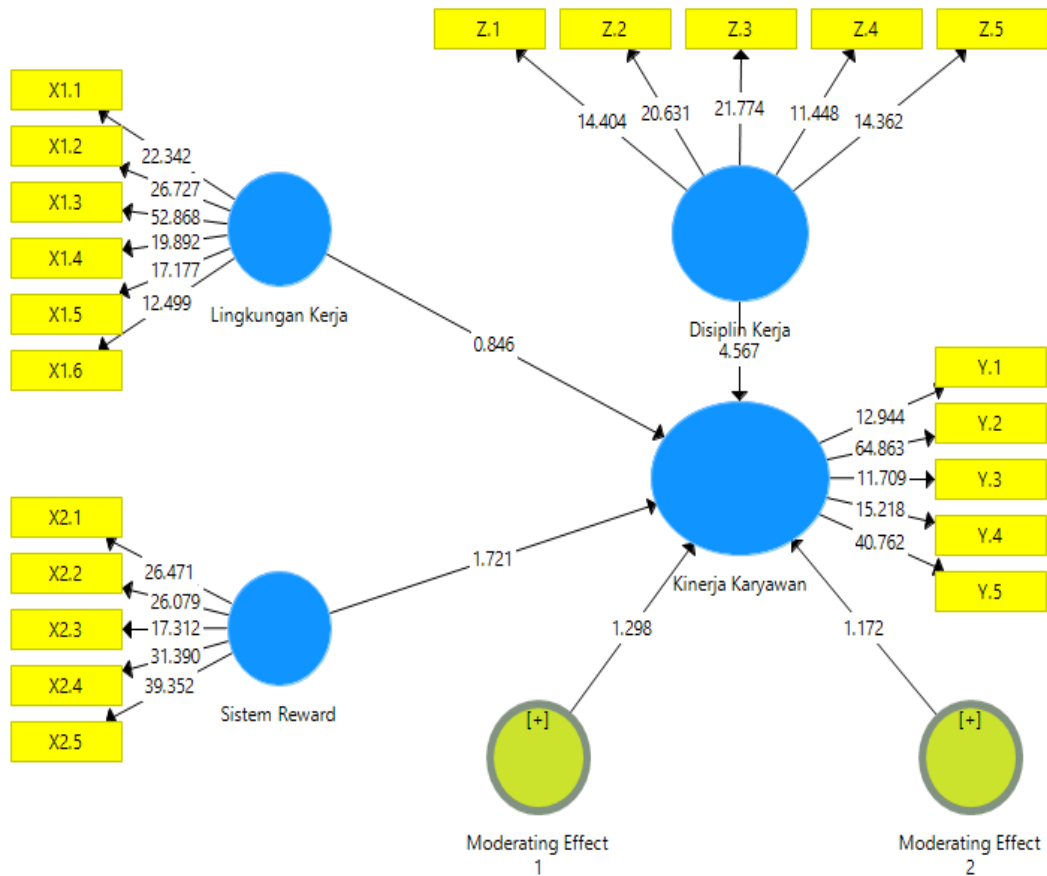 Z.1
Z.2
Z.3
Z.4
Z.5
14.404
20.631
21.774
11.448
14.362
X1.1
X1.2
X1.3
X1.4
X1.5
X1.6
22.342
26.727
52.868
19.892
17.177
12.499
Lingkungan Kerja
Disiplin Kerja
0.846
4.567
Y.1
Y.2
Y.3
Y.4
Y.5
12.944
64.863
11.709
15.218
40.762
Kinerja Karyawan
X2.1
X2.2
X2.3
X2.4
X2.5
26.471
26.079
17.312
31.390
39.352
Sistem Reward
1.721
1.298
1.172
[+]
Moderating Effect
1
[+]
Moderating Effect
2